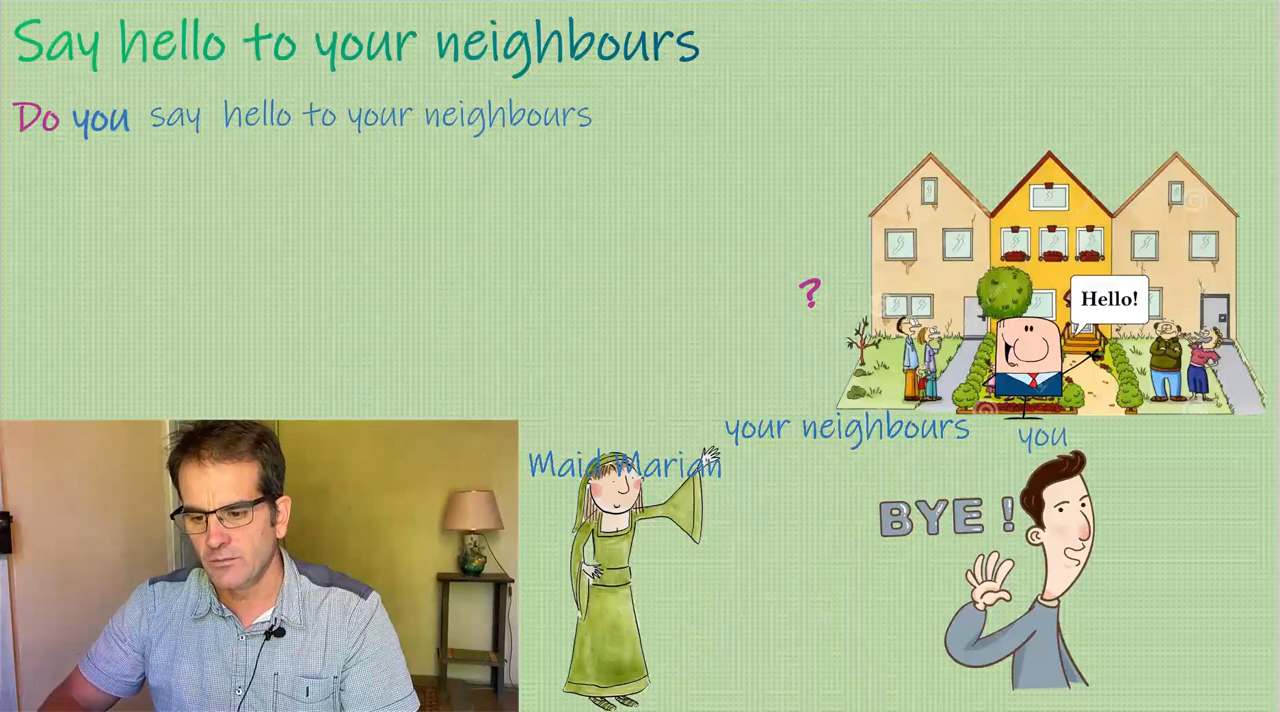 Say hello to your neighbours
Do you say hello to your neighbours
?
Hello!
your neighbours
you
Maid Marian
BYE!